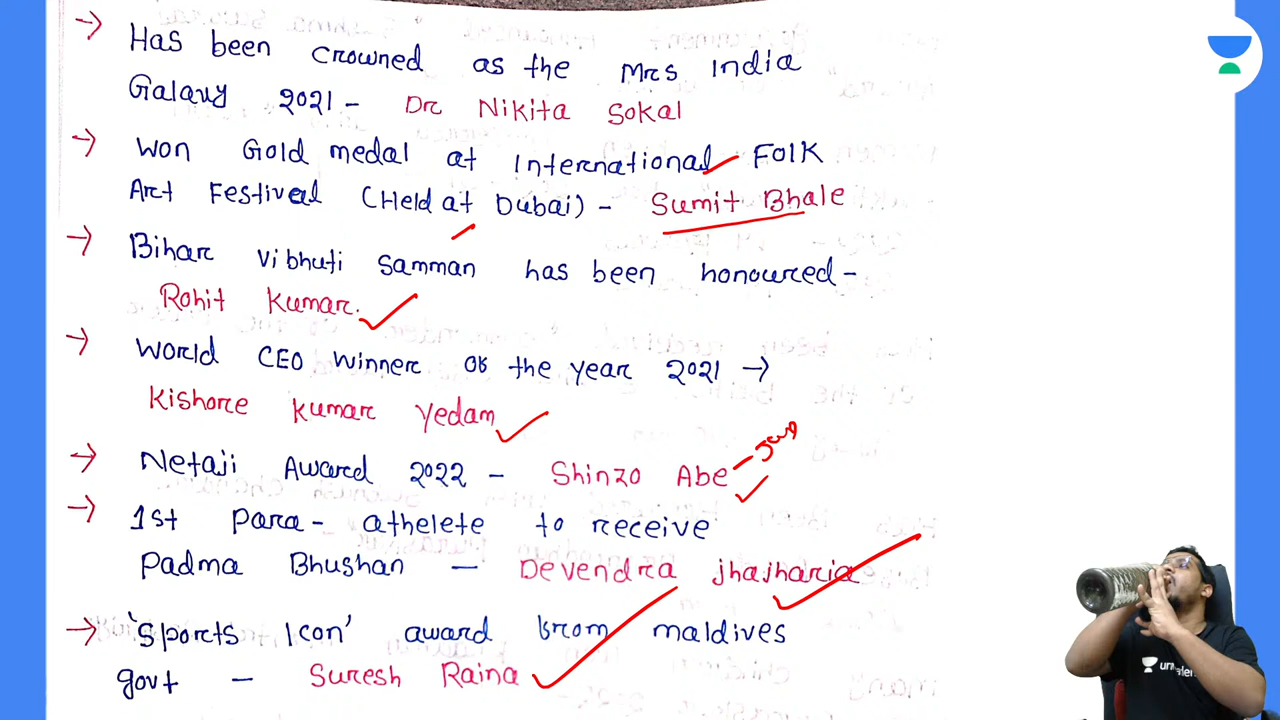 → Has been crowned as the Mrs India
Galaxy 2021 - Dr Nikita Sokal
→ Won Gold medal at International Folk
Art Festival (Held at Dubai) - Sumit Bhale
→ Bihar Vibhuti Samman has been honoured -
Rohit Kumar.
→ World CEO Winner of the year 2021 →
Kishore Kumar Yedam
→ Netaji Award 2022 - Shinzo Abe
→ 1st Para-athelete to receive
Padma Bhushan - Devendra Jhajharia
→ 'Sports Icon' award from maldives
govt - Suresh Raina